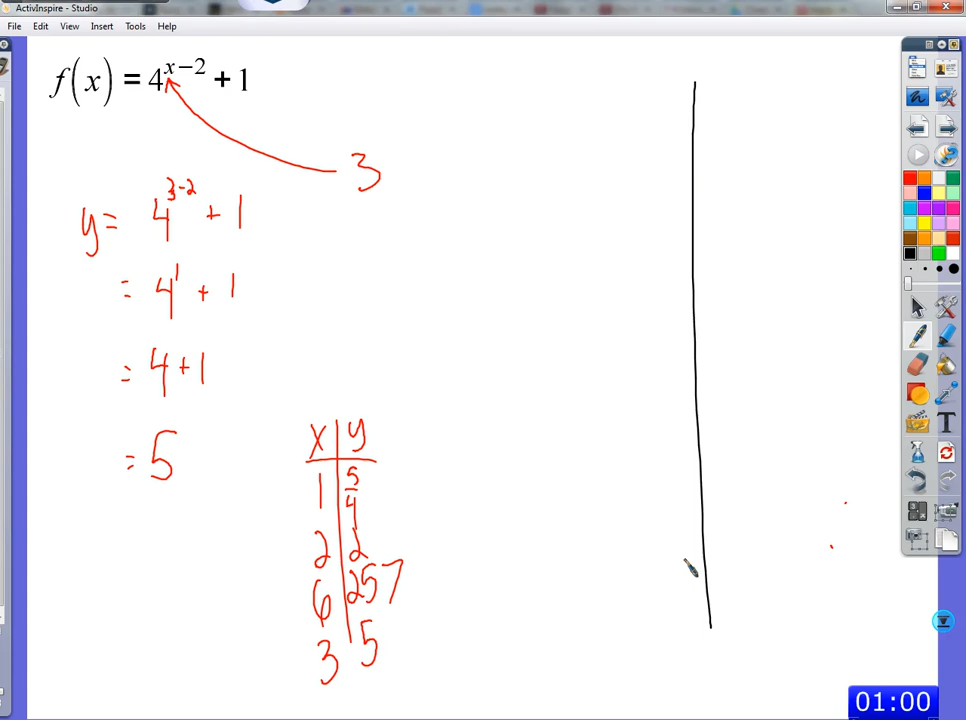 ActivInspire - Studio
File Edit View Insert Tools Help
f(x) = 4^{x-2} + 1
3
y = 4^{3-2} + 1
= 4^1 + 1
= 4 + 1
= 5
x y
1 5/4
2 2
6 257
3 5
01:00